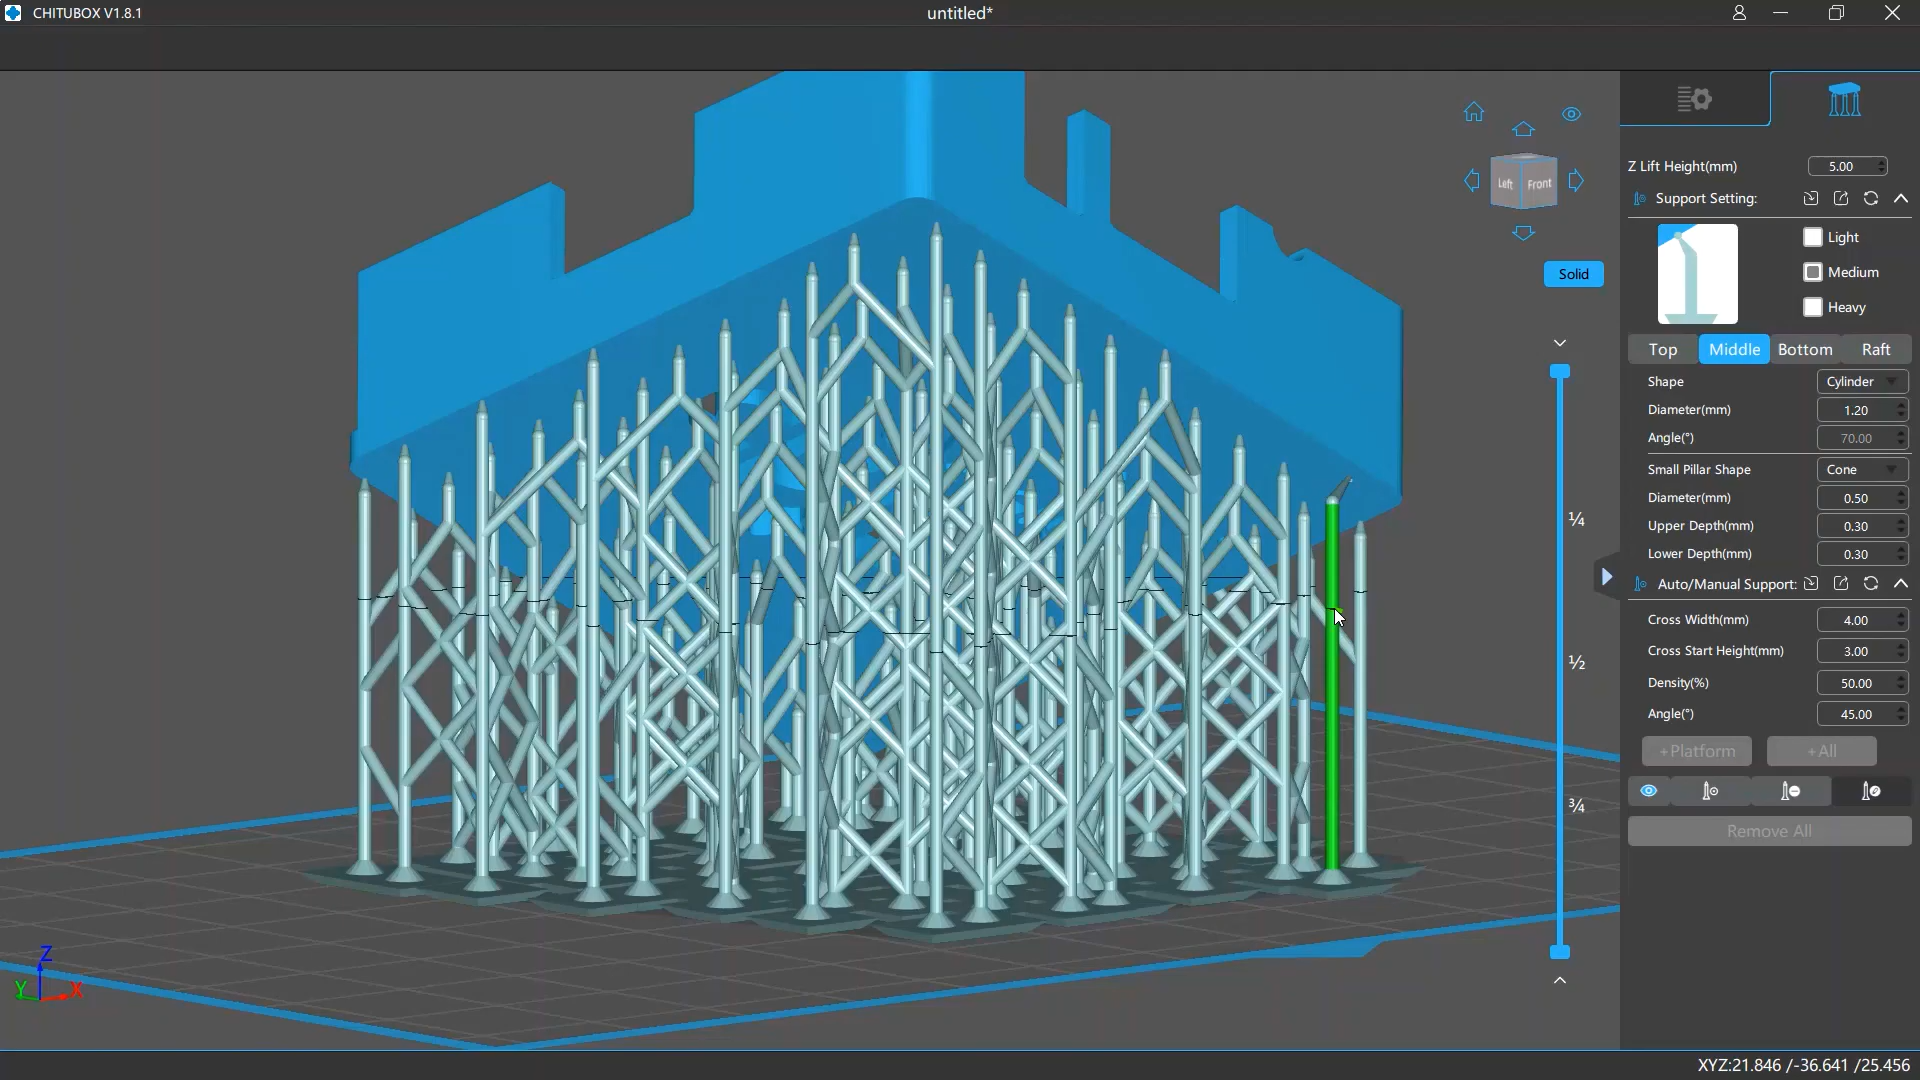 CHITUBOX V1.8.1
untitled*
Z Lift Height(mm) 5.00
Left Front
Support Setting:
Light
Solid
Medium
Heavy
Top Middle Bottom Raft
Shape Cylinder
Diameter(mm) 1.20
Angle(°) 70.00
Small Pillar Shape Cone
Diameter(mm) 0.50
¼
Upper Depth(mm) 0.30
Lower Depth(mm) 0.30
Auto/Manual Support:
Cross Width(mm) 4.00
Cross Start Height(mm) 3.00
½
Density(%) 50.00
Angle(°) 45.00
+Platform +All
¾
Remove All
Z
Y X
XYZ:21.846 /-36.641 /25.456